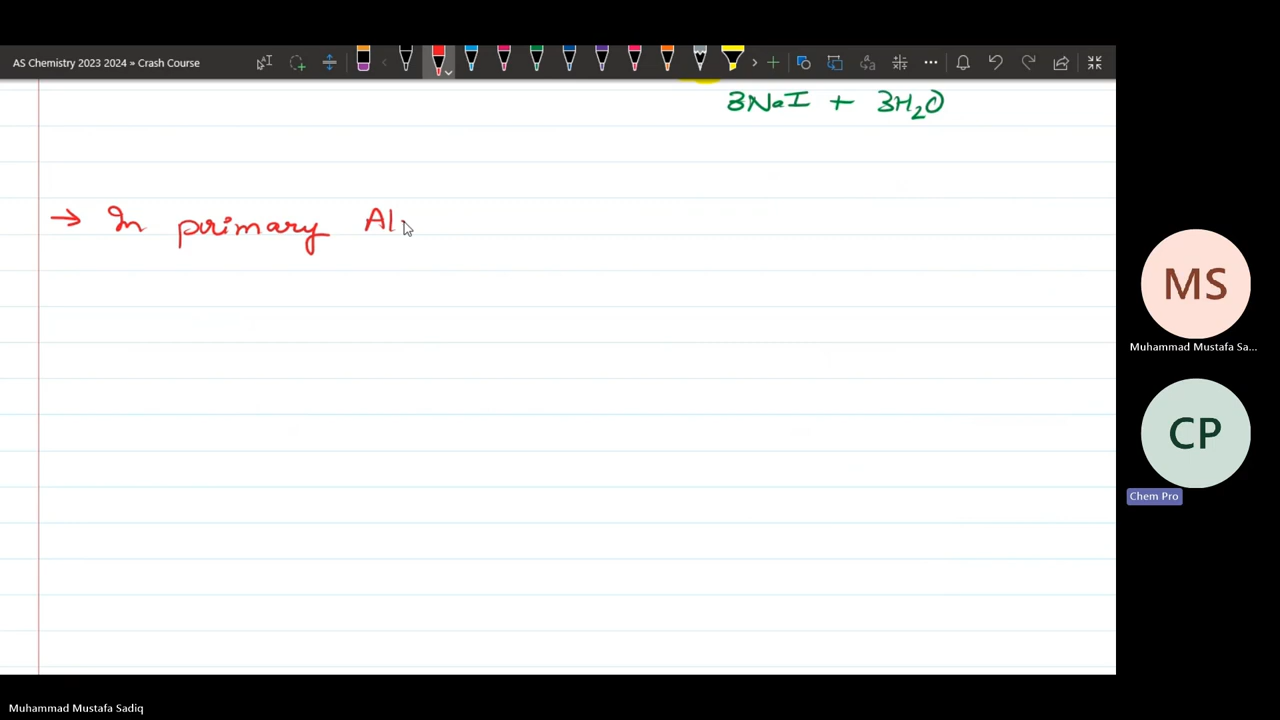 AS Chemistry 2023 2024 » Crash Course
3NaI + 3H₂O
→ In primary Al
MS
Muhammad Mustafa Sa...
CP
Chem Pro
Muhammad Mustafa Sadiq